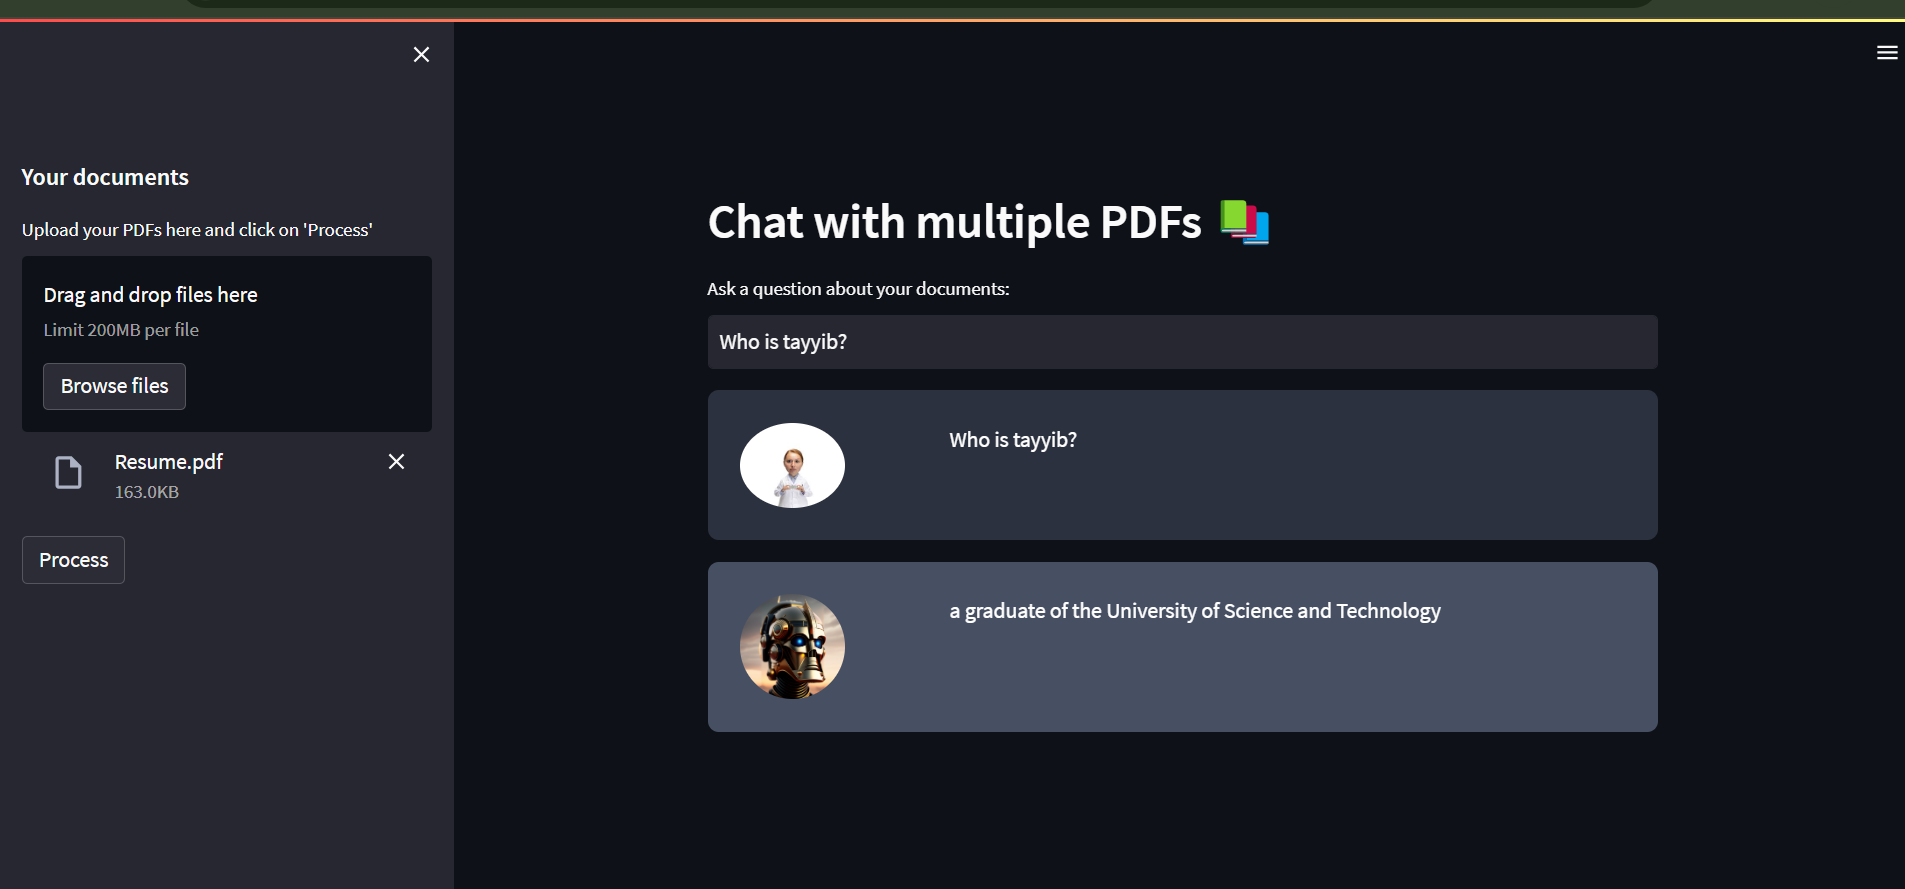 Your documents
Upload your PDFs here and click on 'Process'
Drag and drop files here
Limit 200MB per file
Browse files
Resume.pdf
163.0KB
Process
Chat with multiple PDFs
Ask a question about your documents:
Who is tayyib?
Who is tayyib?
a graduate of the University of Science and Technology